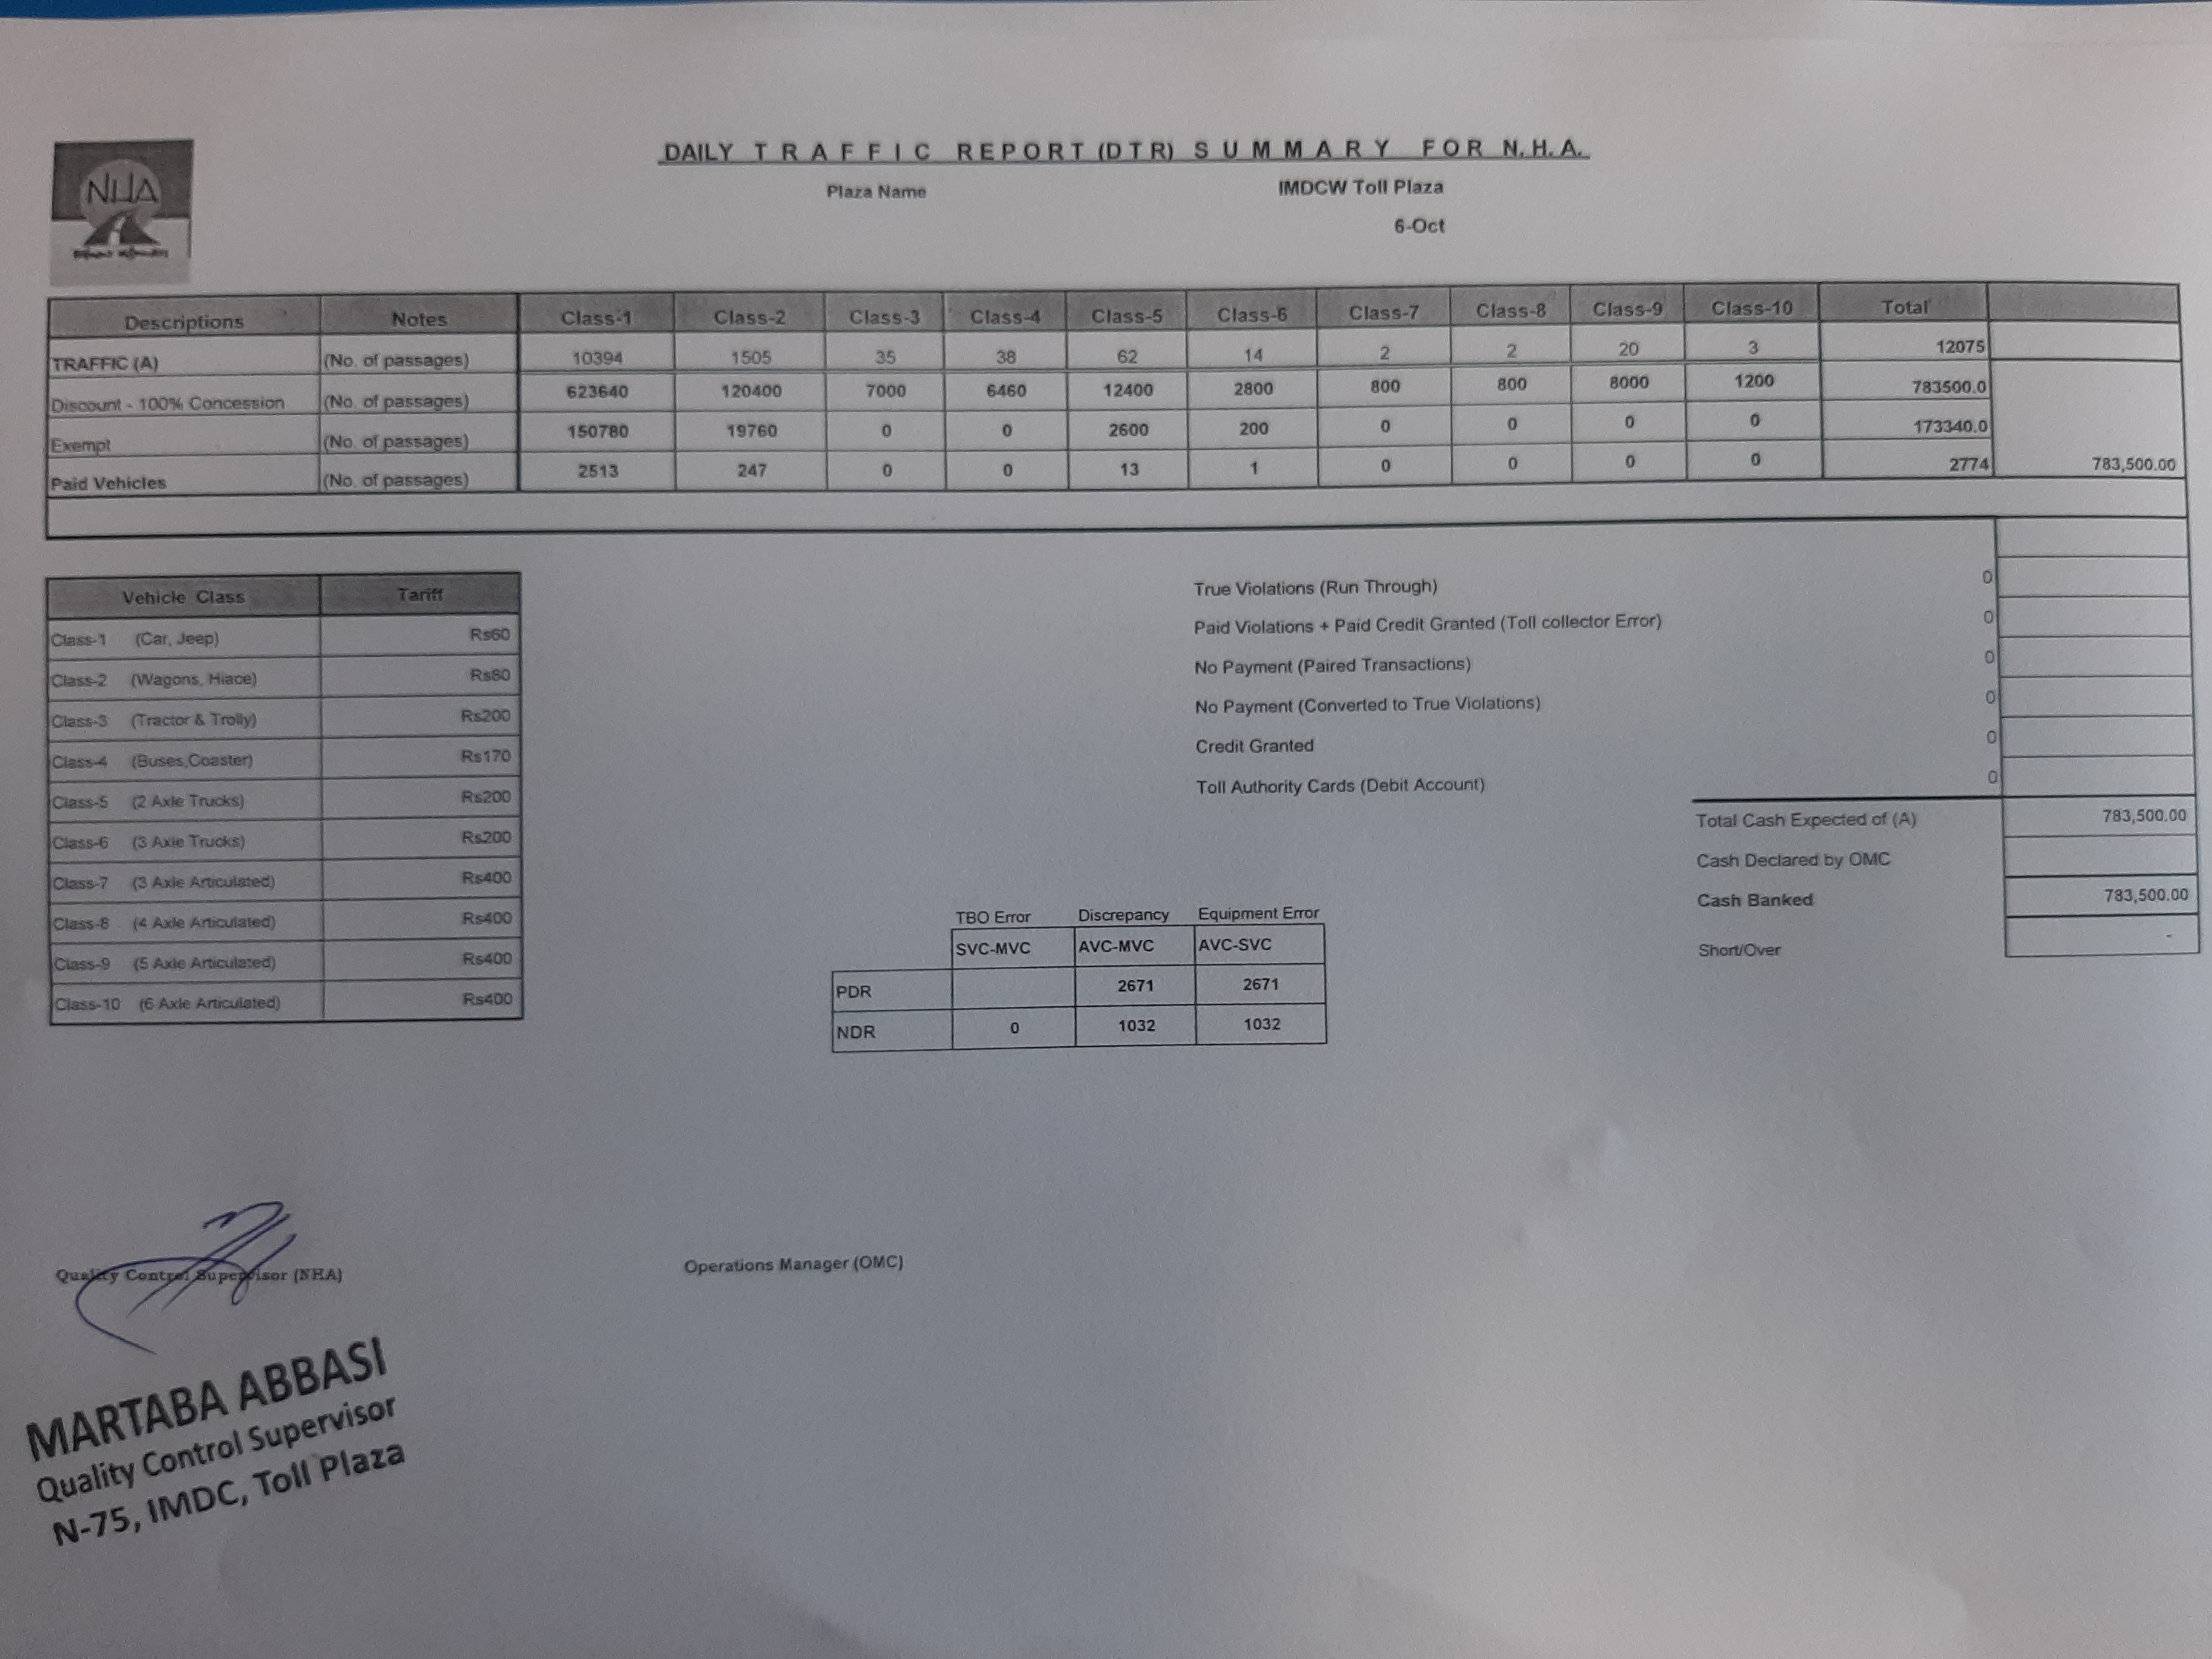 NHA
DAILY TRAFFIC REPORT (DTR) SUMMARY FOR N.H.A.
Plaza Name IMDCW Toll Plaza
6-Oct
Descriptions Notes Class-1 Class-2 Class-3 Class-4 Class-5 Class-6 Class-7 Class-8 Class-9 Class-10 Total
TRAFFIC (A) (No. of passages) 10394 1505 35 38 62 14 2 2 20 3 12075
Discount - 100% Concession (No. of passages) 623640 120400 7000 6460 12400 2800 800 800 8000 1200 783500.0
Exempt (No. of passages) 150780 19760 0 0 2600 200 0 0 0 0 173340.0
Paid Vehicles (No. of passages) 2513 247 0 0 13 1 0 0 0 0 2774 783,500.00
Vehicle Class Tariff
Class-1 (Car, Jeep) Rs60
Class-2 (Wagons, Hiace) Rs80
Class-3 (Tractor & Trolly) Rs200
Class-4 (Buses,Coaster) Rs170
Class-5 (2 Axle Trucks) Rs200
Class-6 (3 Axle Trucks) Rs200
Class-7 (3 Axle Articulated) Rs400
Class-8 (4 Axle Articulated) Rs400
Class-9 (5 Axle Articulated) Rs400
Class-10 (6 Axle Articulated) Rs400
True Violations (Run Through) 0
Paid Violations + Paid Credit Granted (Toll collector Error) 0
No Payment (Paired Transactions) 0
No Payment (Converted to True Violations) 0
Credit Granted 0
Toll Authority Cards (Debit Account) 0
Total Cash Expected of (A) 783,500.00
Cash Declared by OMC
Cash Banked 783,500.00
Short/Over -
TBO Error Discrepancy Equipment Error
SVC-MVC AVC-MVC AVC-SVC
PDR 2671 2671
NDR 0 1032 1032
Quality Control Supervisor (NHA)
Operations Manager (OMC)
MARTABA ABBASI
Quality Control Supervisor
N-75, IMDC, Toll Plaza